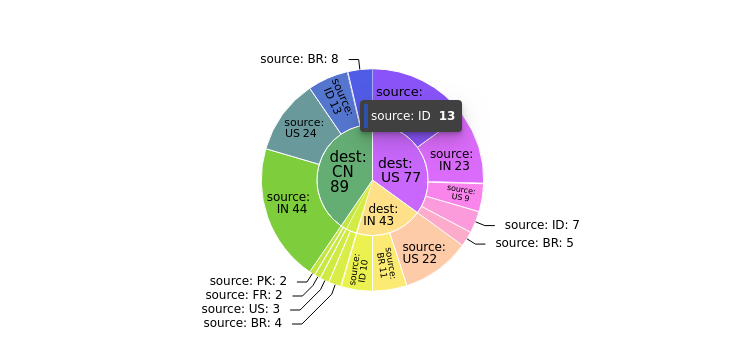 source: BR: 8
source:
source:
ID 13
source: ID 13
source:
US 24
source:
IN 23
dest:
CN
89
dest:
US 77
source:
US 9
source:
IN 44
dest:
IN 43
source: ID: 7
source: BR: 5
source:
US 22
source:
BR 11
source:
ID 10
source: PK: 2
source: FR: 2
source: US: 3
source: BR: 4